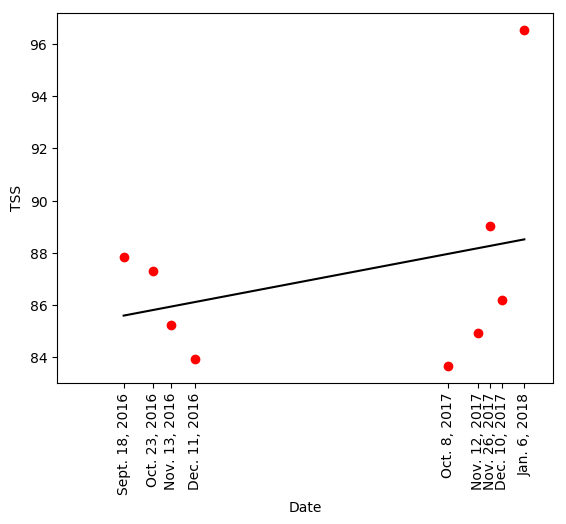 96
94
92
90
88
86
84
TSS
Sept. 18, 2016
Oct. 23, 2016
Nov. 13, 2016
Dec. 11, 2016
Oct. 8, 2017
Nov. 12, 2017
Nov. 26, 2017
Dec. 10, 2017
Jan. 6, 2018
Date